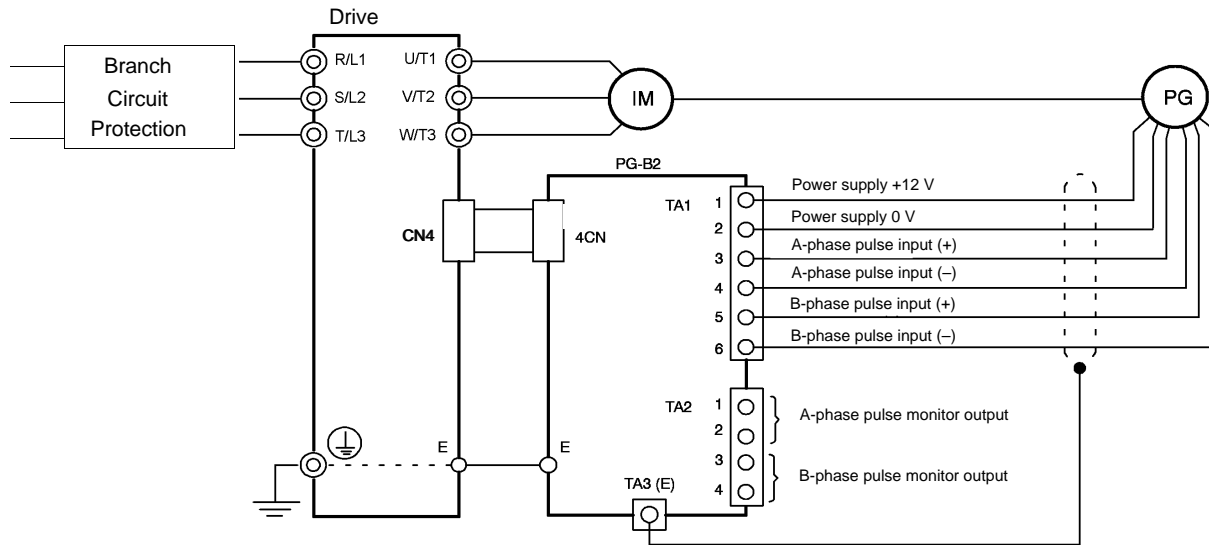 Drive
Branch
Circuit
Protection
R/L1
S/L2
T/L3
U/T1
V/T2
W/T3
IM
PG
PG-B2
CN4
4CN
TA1
1
2
3
4
5
6
Power supply +12 V
Power supply 0 V
A-phase pulse input (+)
A-phase pulse input (–)
B-phase pulse input (+)
B-phase pulse input (–)
TA2
1
2
3
4
A-phase pulse monitor output
B-phase pulse monitor output
E
E
TA3 (E)